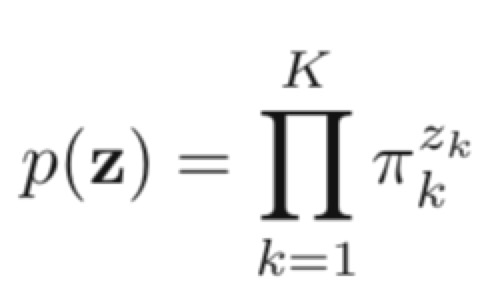 p(𝐳) = ∏_{k=1}^{K} π_k^{z_k}